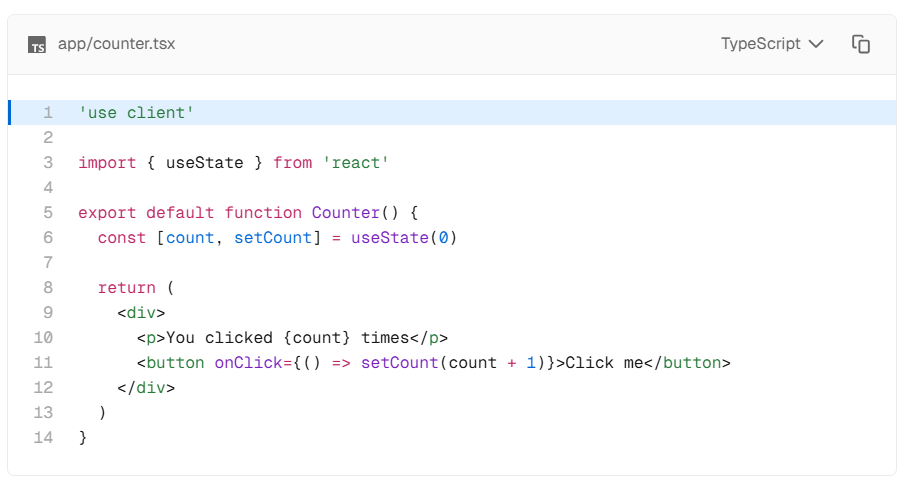 TS app/counter.tsx TypeScript
1 'use client'
2
3 import { useState } from 'react'
4
5 export default function Counter() {
6   const [count, setCount] = useState(0)
7
8   return (
9     <div>
10       <p>You clicked {count} times</p>
11       <button onClick={() => setCount(count + 1)}>Click me</button>
12     </div>
13   )
14 }